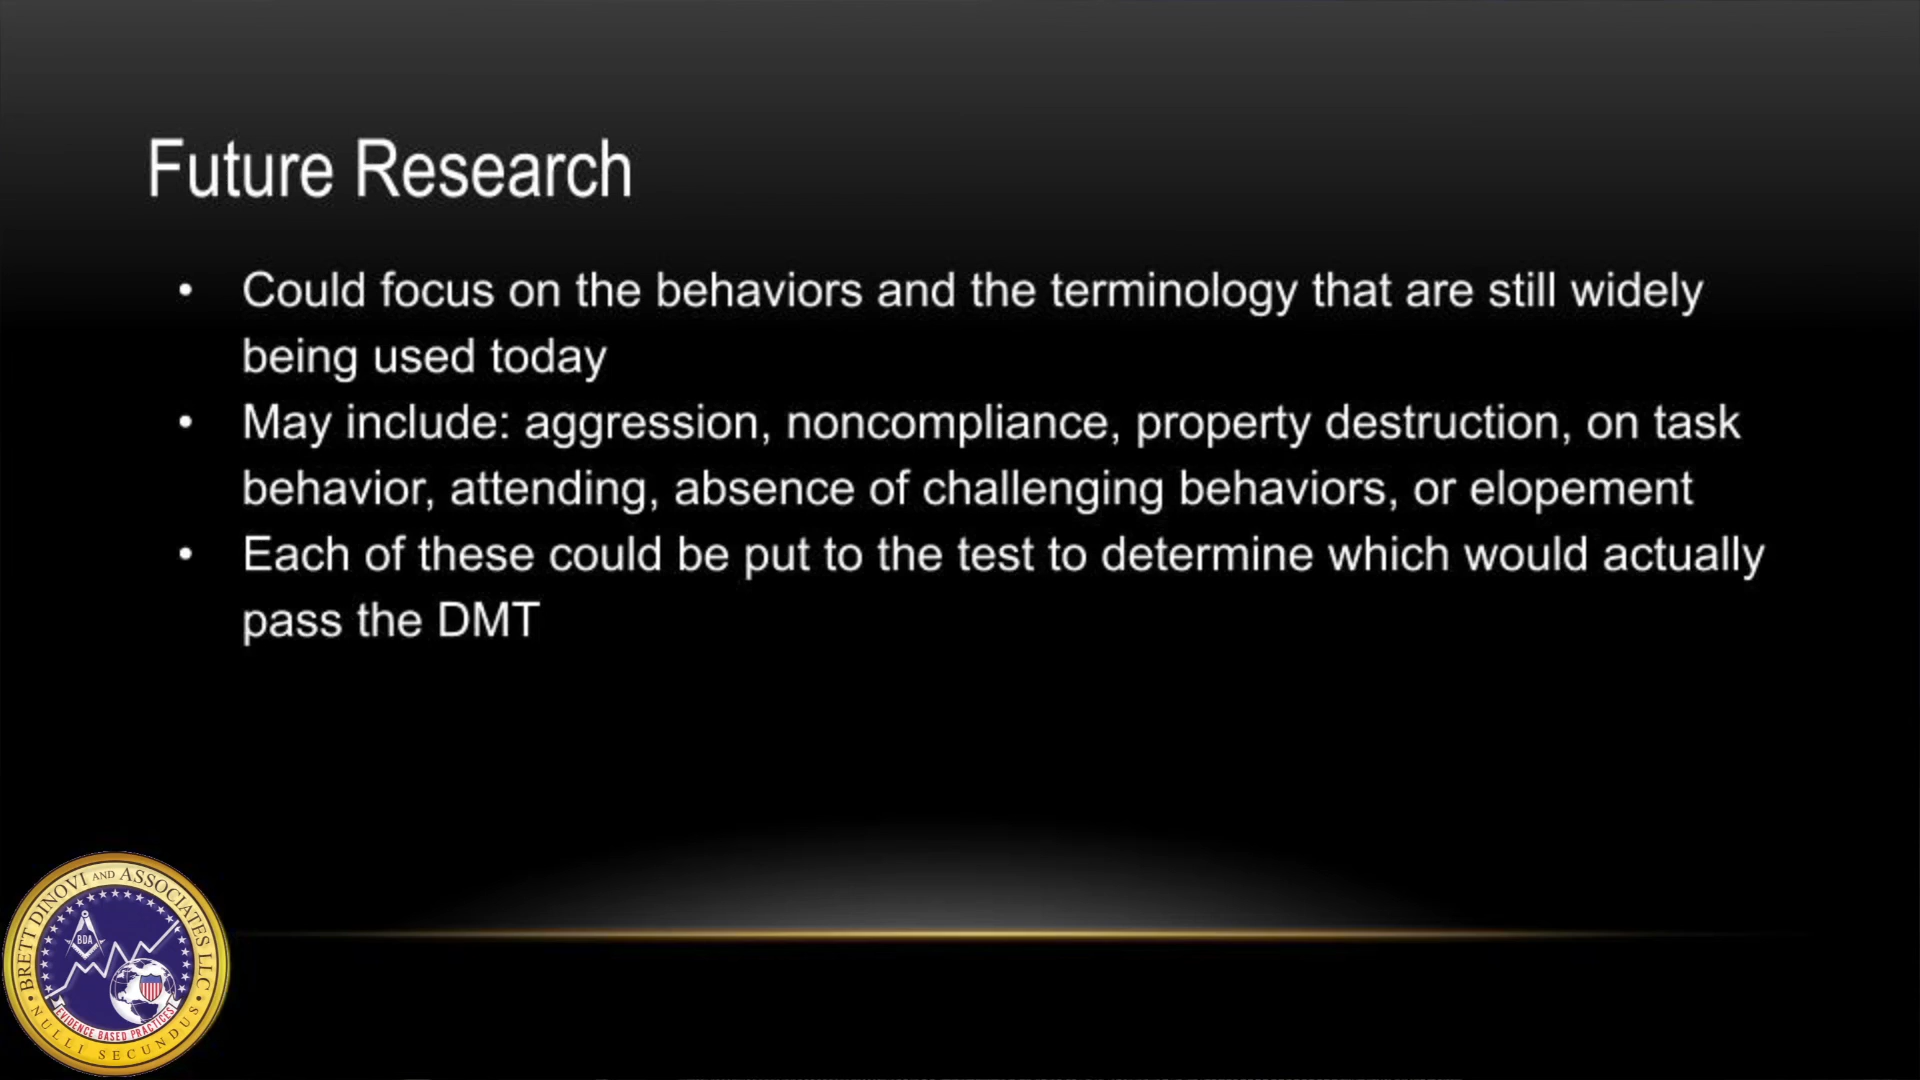 Future Research
• Could focus on the behaviors and the terminology that are still widely
being used today
• May include: aggression, noncompliance, property destruction, on task
behavior, attending, absence of challenging behaviors, or elopement
• Each of these could be put to the test to determine which would actually
pass the DMT
BRETT DINOVI AND ASSOCIATES LLC
BDA
EVIDENCE BASED PRACTICES
• NULLI SECUNDUS •